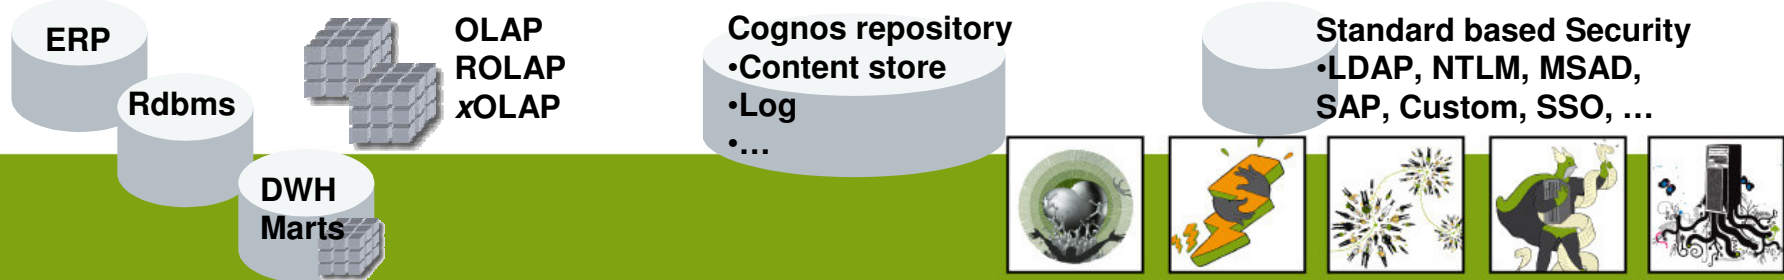 ERP
Rdbms
DWH
Marts
OLAP
ROLAP
xOLAP
Cognos repository
•Content store
•Log
•…
Standard based Security
•LDAP, NTLM, MSAD,
SAP, Custom, SSO, …